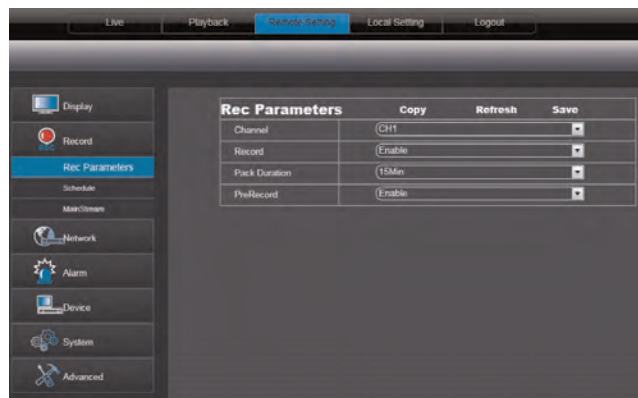 Live Playback Remote Setting Local Setting Logout
Display
Record
REC
Rec Parameters
Schedule
MainStream
Network
Alarm
Device
System
Advanced
Rec Parameters Copy Refresh Save
Channel CH1
Record Enable
Pack Duration 15Min
PreRecord Enable